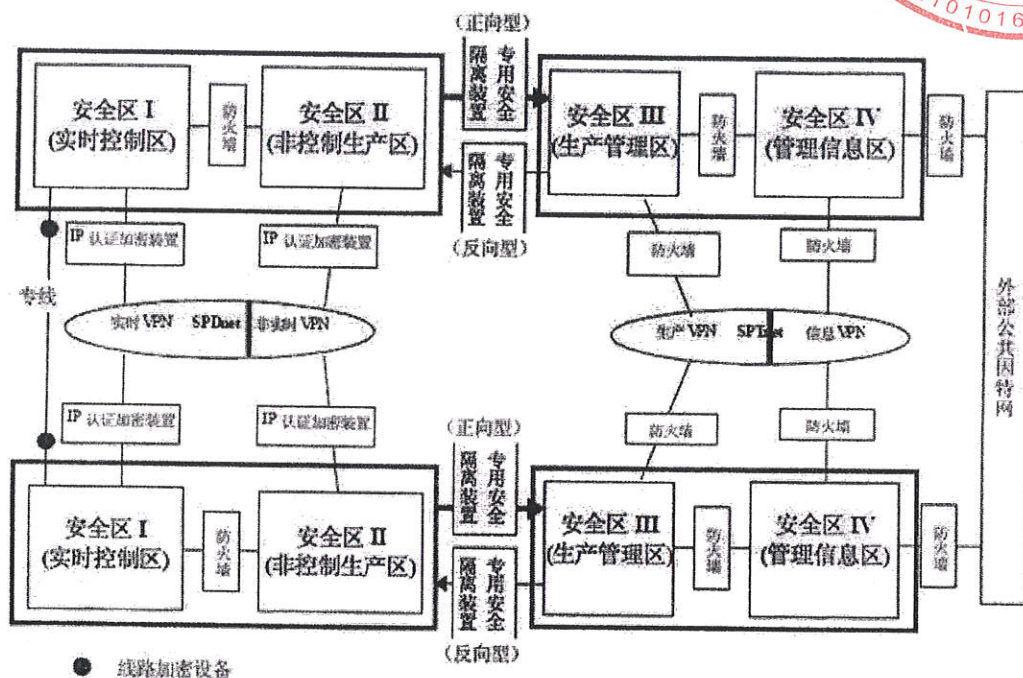 01016
(正向型)
隔离装置
专用安全
安全区 I
(实时控制区)
防火墙
安全区 II
(非控制生产区)
安全区 III
(生产管理区)
防火墙
安全区 IV
(管理信息区)
防火墙
隔离装置
专用安全
(反向型)
IP 认证加密装置
IP 认证加密装置
防火墙
防火墙
专线
实时 VPN
SPDnet
非实时 VPN
生产 VPN
SPTnet
信息 VPN
外部公共因特网
IP 认证加密装置
IP 认证加密装置
防火墙
防火墙
(正向型)
隔离装置
专用安全
安全区 I
(实时控制区)
防火墙
安全区 II
(非控制生产区)
安全区 III
(生产管理区)
防火墙
安全区 IV
(管理信息区)
防火墙
隔离装置
专用安全
(反向型)
线路加密设备